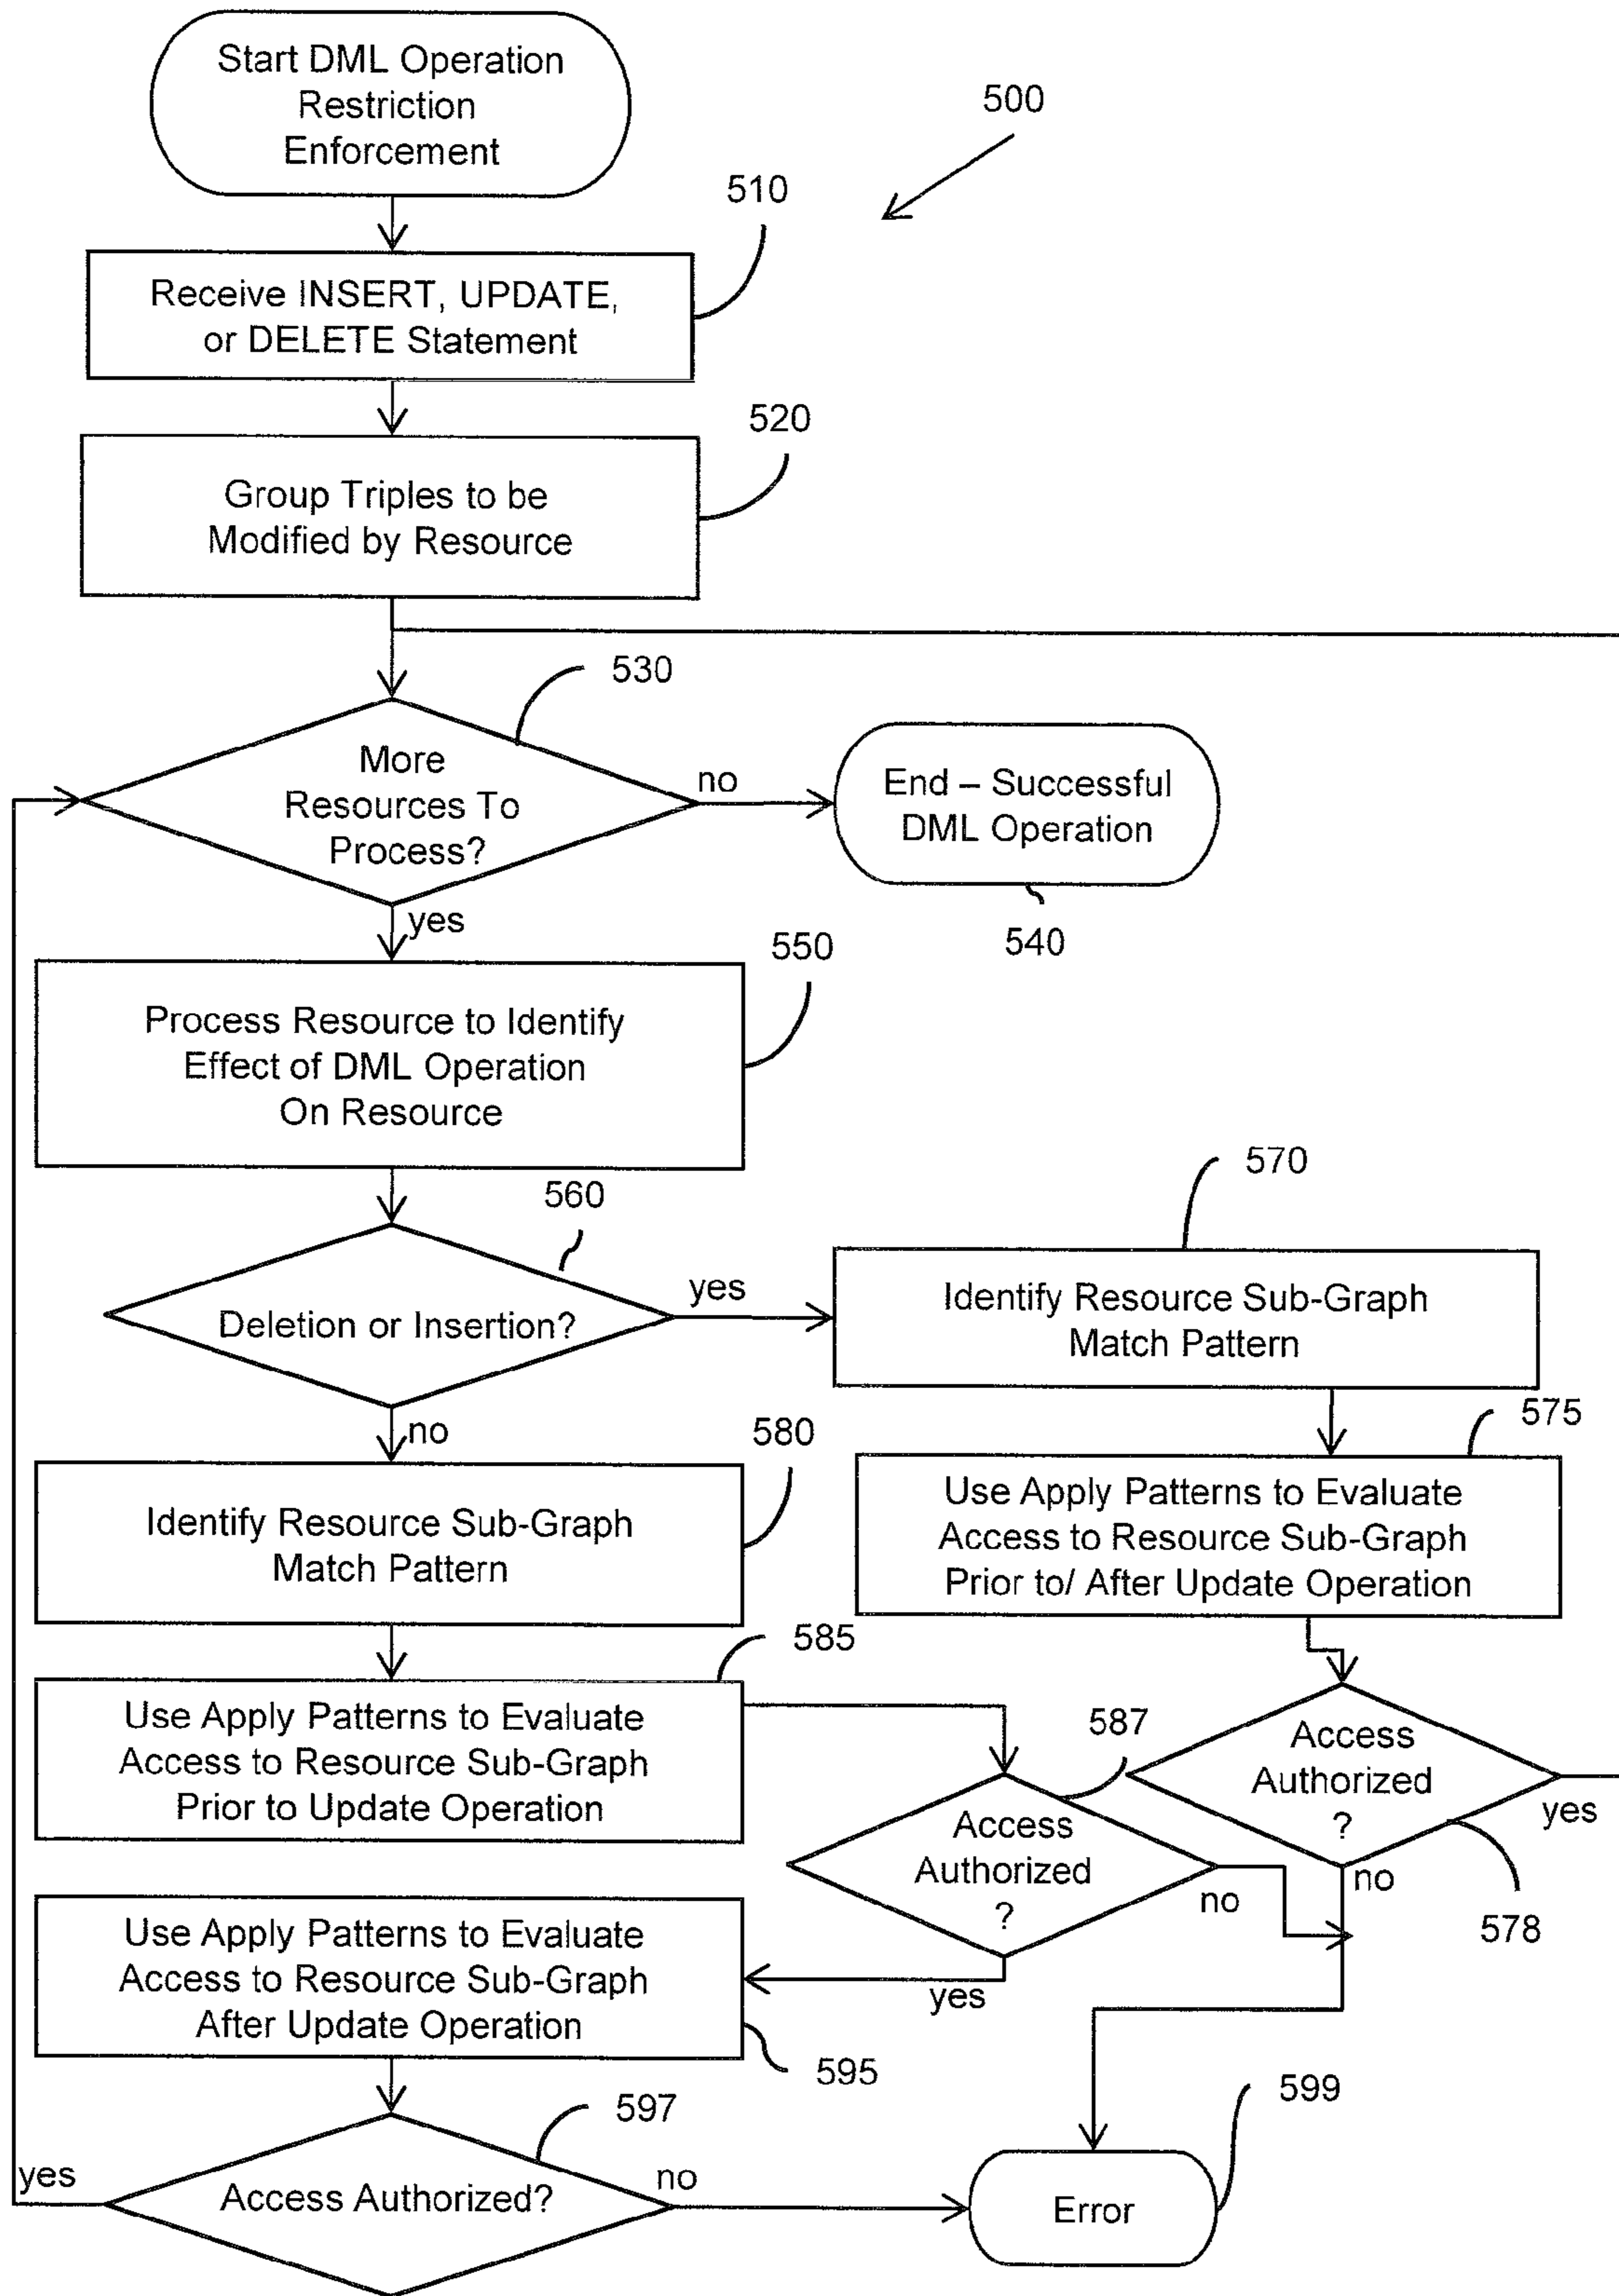 Start DML Operation
Restriction
Enforcement
500
510
Receive INSERT, UPDATE,
or DELETE Statement
520
Group Triples to be
Modified by Resource
530
More
Resources To
Process?
no
End – Successful
DML Operation
540
yes
550
Process Resource to Identify
Effect of DML Operation
On Resource
560
Deletion or Insertion?
yes
570
Identify Resource Sub-Graph
Match Pattern
575
Use Apply Patterns to Evaluate
Access to Resource Sub-Graph
Prior to/ After Update Operation
no
580
Identify Resource Sub-Graph
Match Pattern
585
Use Apply Patterns to Evaluate
Access to Resource Sub-Graph
Prior to Update Operation
587
Access
Authorized
?
no
yes
Access
Authorized
?
yes
no
578
Use Apply Patterns to Evaluate
Access to Resource Sub-Graph
After Update Operation
595
597
Access Authorized?
yes
no
Error
599